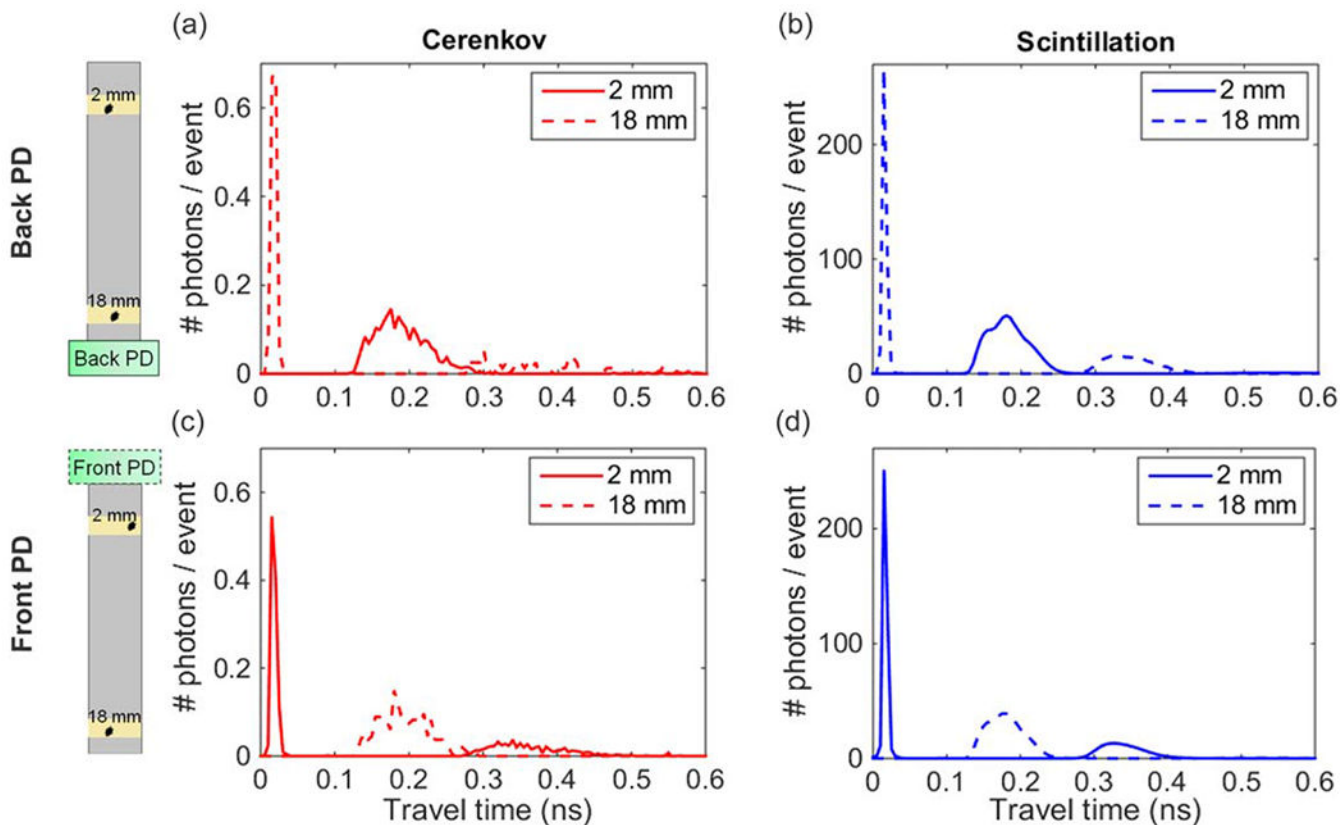 (a)
Cerenkov
(b)
Scintillation
Back PD
2 mm
18 mm
Back PD
# photons / event
0.6
0.4
0.2
0
0 0.1 0.2 0.3 0.4 0.5 0.6
2 mm
18 mm
# photons / event
200
100
0
0 0.1 0.2 0.3 0.4 0.5 0.6
2 mm
18 mm
(c)
(d)
Front PD
Front PD
2 mm
18 mm
# photons / event
0.6
0.4
0.2
0
0 0.1 0.2 0.3 0.4 0.5 0.6
Travel time (ns)
2 mm
18 mm
# photons / event
200
100
0
0 0.1 0.2 0.3 0.4 0.5 0.6
Travel time (ns)
2 mm
18 mm